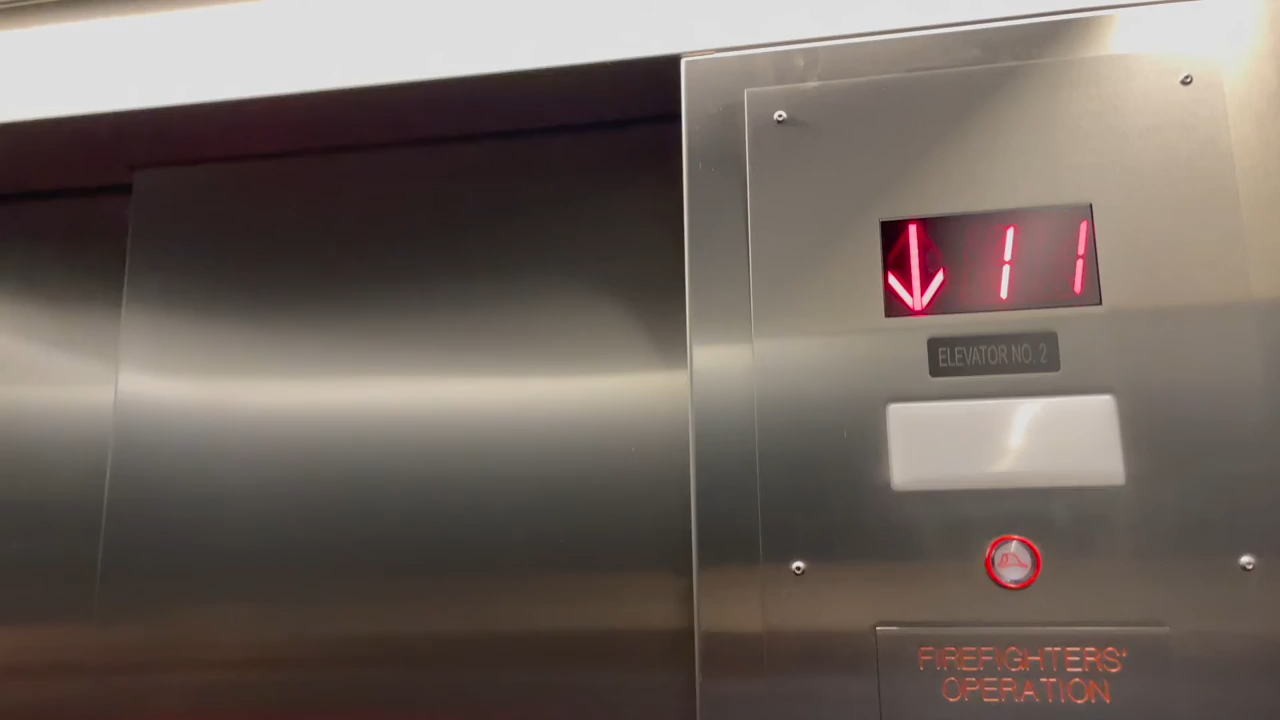 ↓ 11
ELEVATOR NO. 2
FIREFIGHTERS'
OPERATION